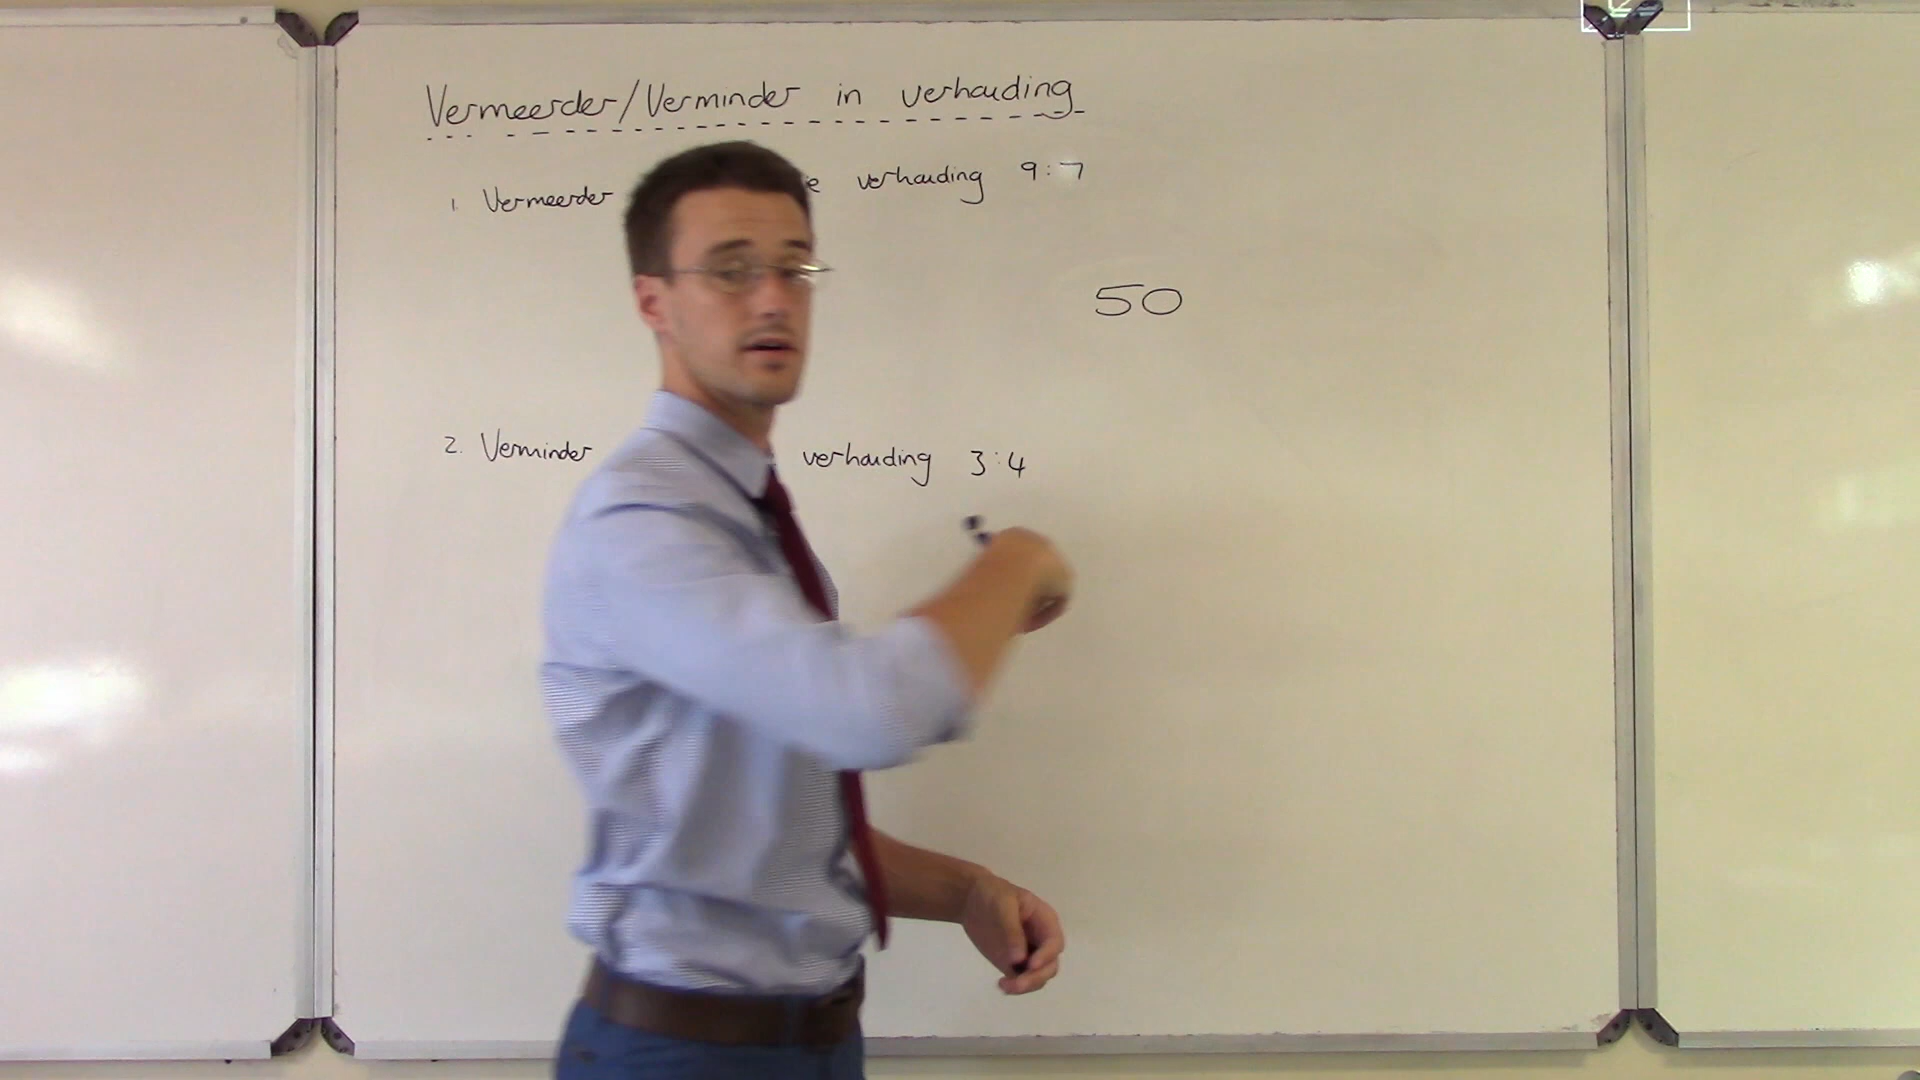 Vermeerder/Verminder in verhouding
1. Vermeerder e verhouding 9:7
50
2. Verminder verhouding 3:4